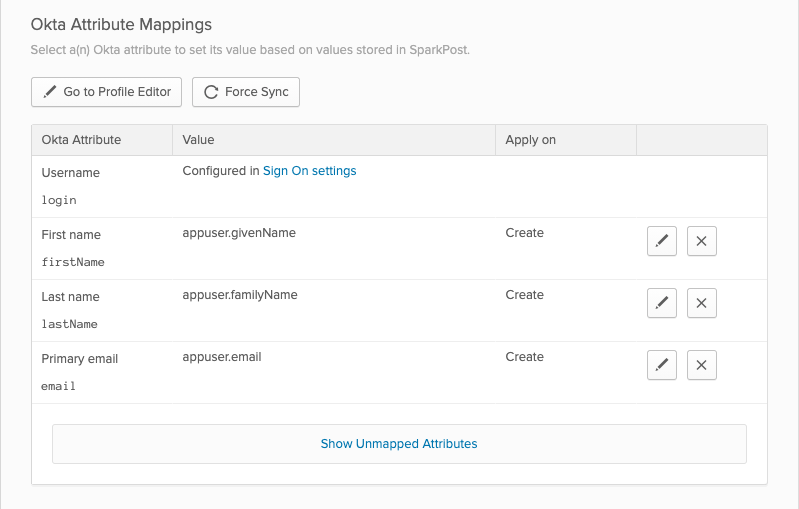 Okta Attribute Mappings
Select a(n) Okta attribute to set its value based on values stored in SparkPost.
Go to Profile Editor Force Sync
Okta Attribute Value Apply on
Username Configured in Sign On settings
login
First name appuser.givenName Create
firstName
Last name appuser.familyName Create
lastName
Primary email appuser.email Create
email
Show Unmapped Attributes